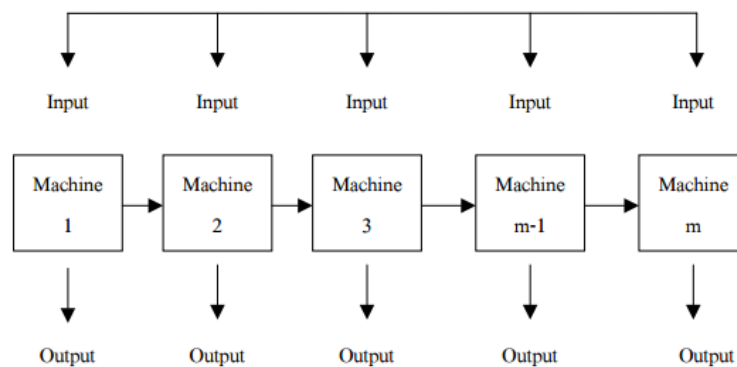 Input Input Input Input Input
Machine Machine Machine Machine Machine
1 2 3 m-1 m
Output Output Output Output Output